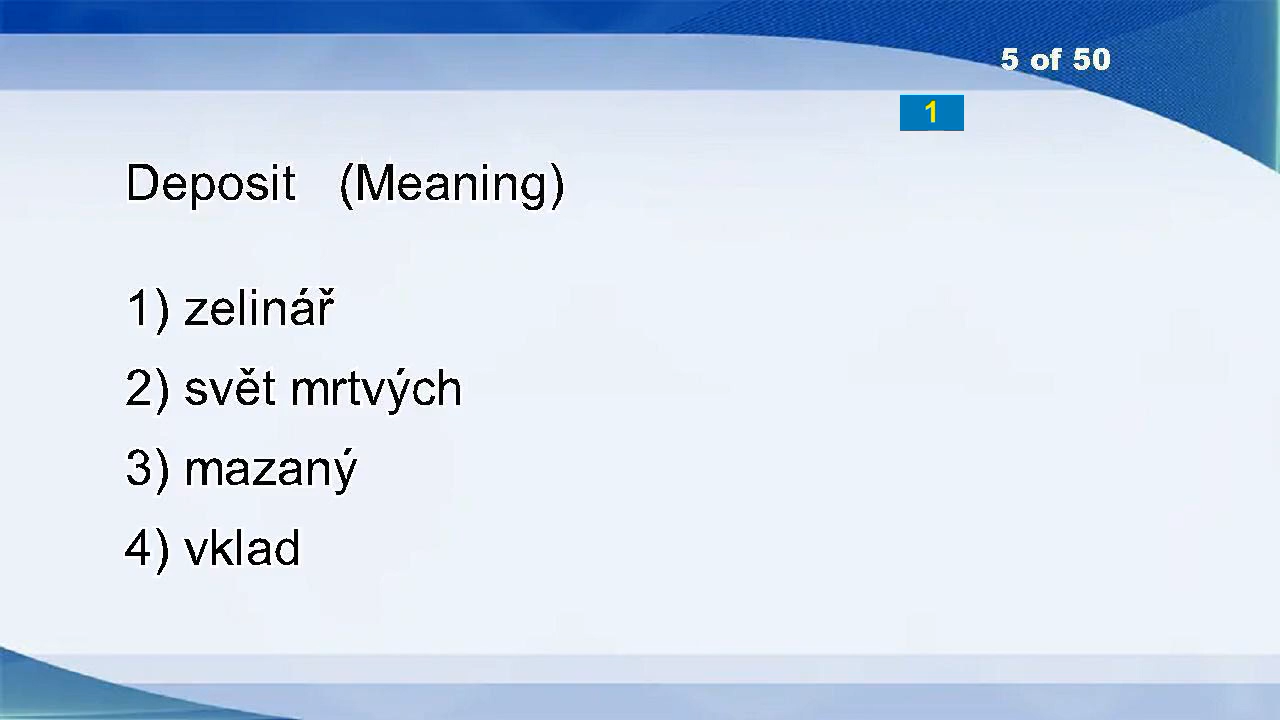 5 of 50
1
Deposit (Meaning)
1) zelinář
2) svět mrtvých
3) mazaný
4) vklad